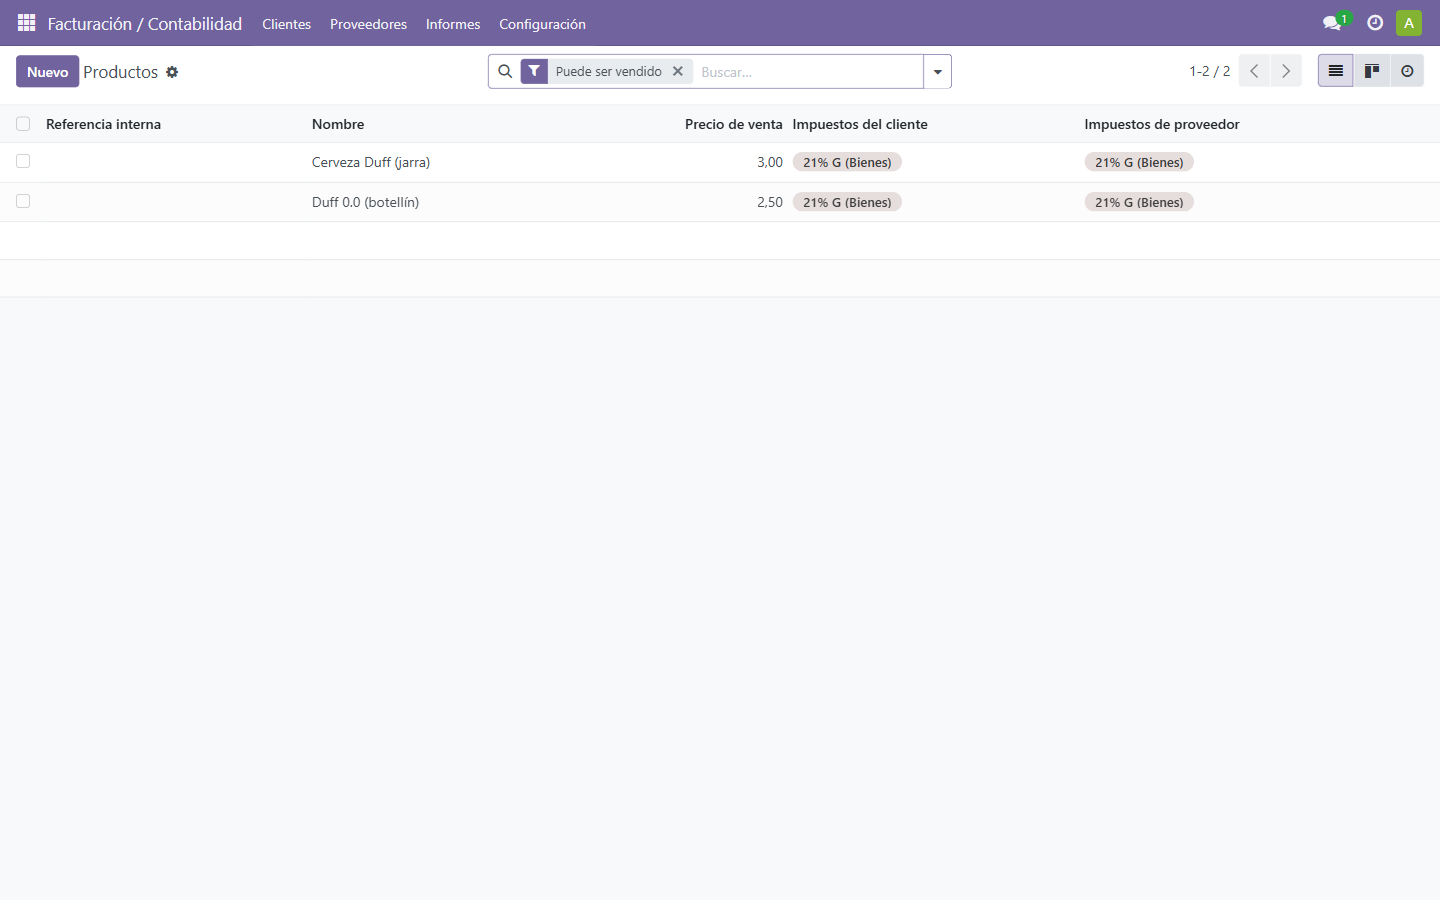 Facturación / Contabilidad Clientes Proveedores Informes Configuración 1 A
Nuevo Productos Puede ser vendido Buscar... 1-2 / 2
Referencia interna Nombre Precio de venta Impuestos del cliente Impuestos de proveedor
Cerveza Duff (jarra) 3,00 21% G (Bienes) 21% G (Bienes)
Duff 0.0 (botellín) 2,50 21% G (Bienes) 21% G (Bienes)